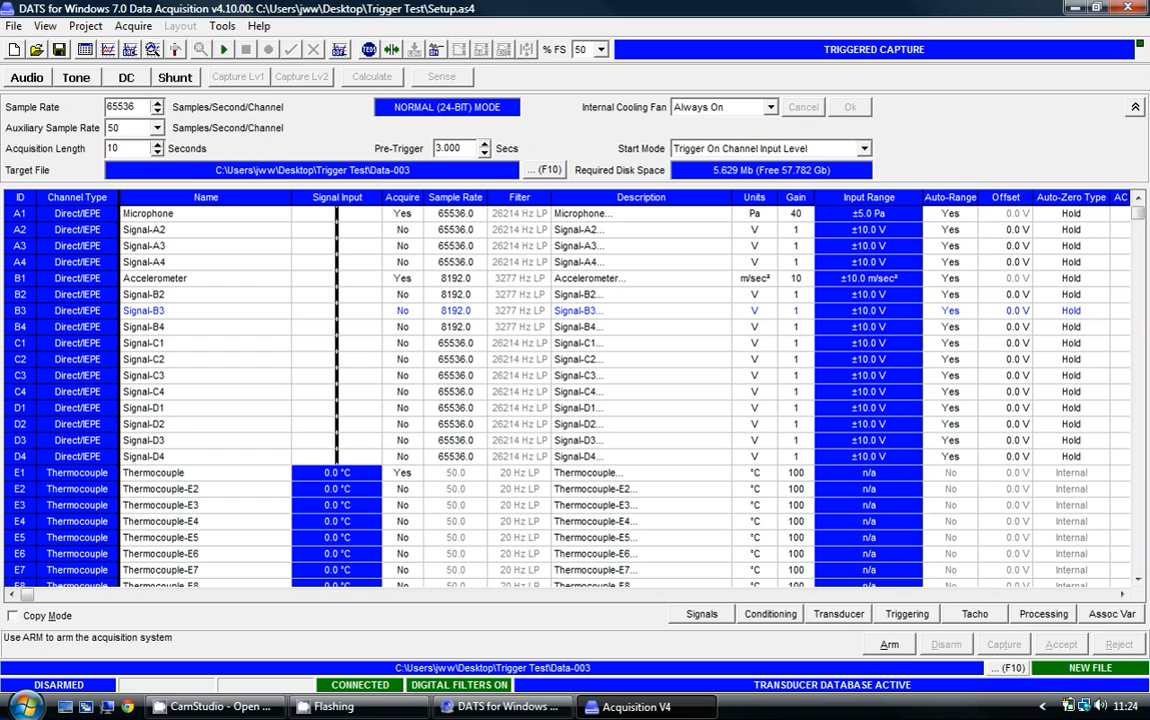 DATS for Windows 7.0 Data Acquisition v4.10.00: C:\Users\jww\Desktop\Trigger Test\Setup.as4
File View Project Acquire Layout Tools Help
% FS 50 TRIGGERED CAPTURE
Audio Tone DC Shunt Capture Lv1 Capture Lv2 Calculate Sense
Sample Rate 65536 Samples/Second/Channel NORMAL (24-BIT) MODE Internal Cooling Fan Always On Cancel Ok
Auxiliary Sample Rate 50 Samples/Second/Channel
Acquisition Length 10 Seconds Pre-Trigger 3.000 Secs Start Mode Trigger On Channel Input Level
Target File C:\Users\jww\Desktop\Trigger Test\Data-003 ... (F10) Required Disk Space 5.629 Mb (Free 57.782 Gb)
ID Channel Type Name Signal Input Acquire Sample Rate Filter Description Units Gain Input Range Auto-Range Offset Auto-Zero Type AC
A1 Direct/IEPE Microphone Yes 65536.0 26214 Hz LP Microphone... Pa 40 ±5.0 Pa Yes 0.0 V Hold
A2 Direct/IEPE Signal-A2 No 65536.0 26214 Hz LP Signal-A2... V 1 ±10.0 V Yes 0.0 V Hold
A3 Direct/IEPE Signal-A3 No 65536.0 26214 Hz LP Signal-A3... V 1 ±10.0 V Yes 0.0 V Hold
A4 Direct/IEPE Signal-A4 No 65536.0 26214 Hz LP Signal-A4... V 1 ±10.0 V Yes 0.0 V Hold
B1 Direct/IEPE Accelerometer Yes 8192.0 3277 Hz LP Accelerometer... m/sec² 10 ±10.0 m/sec² Yes 0.0 V Hold
B2 Direct/IEPE Signal-B2 No 8192.0 3277 Hz LP Signal-B2... V 1 ±10.0 V Yes 0.0 V Hold
B3 Direct/IEPE Signal-B3 No 8192.0 3277 Hz LP Signal-B3... V 1 ±10.0 V Yes 0.0 V Hold
B4 Direct/IEPE Signal-B4 No 8192.0 3277 Hz LP Signal-B4... V 1 ±10.0 V Yes 0.0 V Hold
C1 Direct/IEPE Signal-C1 No 65536.0 26214 Hz LP Signal-C1... V 1 ±10.0 V Yes 0.0 V Hold
C2 Direct/IEPE Signal-C2 No 65536.0 26214 Hz LP Signal-C2... V 1 ±10.0 V Yes 0.0 V Hold
C3 Direct/IEPE Signal-C3 No 65536.0 26214 Hz LP Signal-C3... V 1 ±10.0 V Yes 0.0 V Hold
C4 Direct/IEPE Signal-C4 No 65536.0 26214 Hz LP Signal-C4... V 1 ±10.0 V Yes 0.0 V Hold
D1 Direct/IEPE Signal-D1 No 65536.0 26214 Hz LP Signal-D1... V 1 ±10.0 V Yes 0.0 V Hold
D2 Direct/IEPE Signal-D2 No 65536.0 26214 Hz LP Signal-D2... V 1 ±10.0 V Yes 0.0 V Hold
D3 Direct/IEPE Signal-D3 No 65536.0 26214 Hz LP Signal-D3... V 1 ±10.0 V Yes 0.0 V Hold
D4 Direct/IEPE Signal-D4 No 65536.0 26214 Hz LP Signal-D4... V 1 ±10.0 V Yes 0.0 V Hold
E1 Thermocouple Thermocouple 0.0 °C Yes 50.0 20 Hz LP Thermocouple... °C 100 n/a No 0.0 V Internal
E2 Thermocouple Thermocouple-E2 0.0 °C No 50.0 20 Hz LP Thermocouple-E2... °C 100 n/a No 0.0 V Internal
E3 Thermocouple Thermocouple-E3 0.0 °C No 50.0 20 Hz LP Thermocouple-E3... °C 100 n/a No 0.0 V Internal
E4 Thermocouple Thermocouple-E4 0.0 °C No 50.0 20 Hz LP Thermocouple-E4... °C 100 n/a No 0.0 V Internal
E5 Thermocouple Thermocouple-E5 0.0 °C No 50.0 20 Hz LP Thermocouple-E5... °C 100 n/a No 0.0 V Internal
E6 Thermocouple Thermocouple-E6 0.0 °C No 50.0 20 Hz LP Thermocouple-E6... °C 100 n/a No 0.0 V Internal
E7 Thermocouple Thermocouple-E7 0.0 °C No 50.0 20 Hz LP Thermocouple-E7... °C 100 n/a No 0.0 V Internal
E8 Thermocouple Thermocouple-E8 0.0 °C No 50.0 20 Hz LP Thermocouple-E8... °C 100 n/a No 0.0 V Internal
Copy Mode Signals Conditioning Transducer Triggering Tacho Processing Assoc Var
Use ARM to arm the acquisition system Arm Disarm Capture Accept Reject
C:\Users\jww\Desktop\Trigger Test\Data-003 ... (F10) NEW FILE
DISARMED CONNECTED DIGITAL FILTERS ON TRANSDUCER DATABASE ACTIVE
CamStudio - Open ... Flashing DATS for Windows ... Acquisition V4 11:24